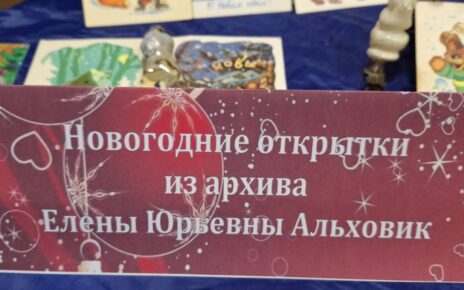 Новогодние открытки
из архива
Елены Юрьевны Альховик